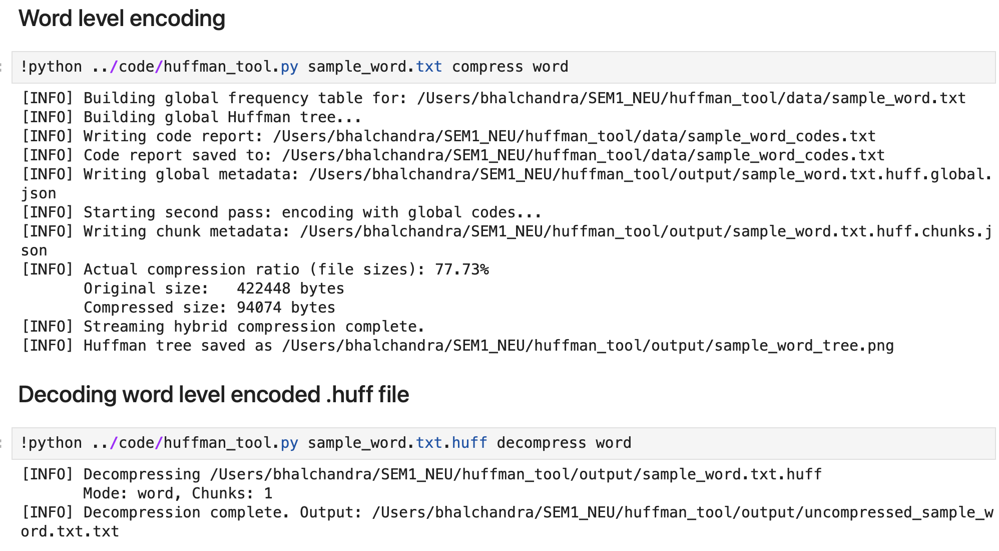 Word level encoding
!python ../code/huffman_tool.py sample_word.txt compress word
[INFO] Building global frequency table for: /Users/bhalchandra/SEM1_NEU/huffman_tool/data/sample_word.txt
[INFO] Building global Huffman tree...
[INFO] Writing code report: /Users/bhalchandra/SEM1_NEU/huffman_tool/data/sample_word_codes.txt
[INFO] Code report saved to: /Users/bhalchandra/SEM1_NEU/huffman_tool/data/sample_word_codes.txt
[INFO] Writing global metadata: /Users/bhalchandra/SEM1_NEU/huffman_tool/output/sample_word.txt.huff.global.
json
[INFO] Starting second pass: encoding with global codes...
[INFO] Writing chunk metadata: /Users/bhalchandra/SEM1_NEU/huffman_tool/output/sample_word.txt.huff.chunks.j
son
[INFO] Actual compression ratio (file sizes): 77.73%
Original size:   422448 bytes
Compressed size: 94074 bytes
[INFO] Streaming hybrid compression complete.
[INFO] Huffman tree saved as /Users/bhalchandra/SEM1_NEU/huffman_tool/output/sample_word_tree.png
Decoding word level encoded .huff file
!python ../code/huffman_tool.py sample_word.txt.huff decompress word
[INFO] Decompressing /Users/bhalchandra/SEM1_NEU/huffman_tool/output/sample_word.txt.huff
Mode: word, Chunks: 1
[INFO] Decompression complete. Output: /Users/bhalchandra/SEM1_NEU/huffman_tool/output/uncompressed_sample_w
ord.txt.txt